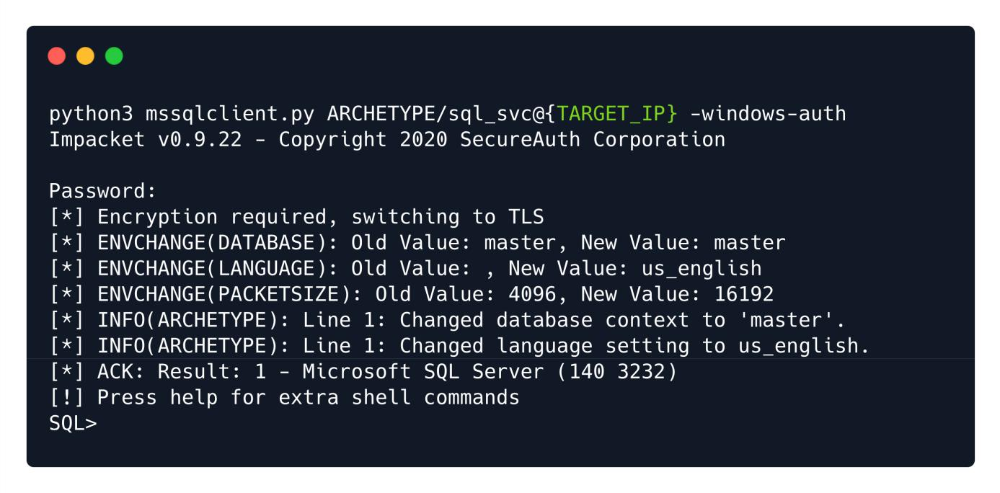 python3 mssqlclient.py ARCHETYPE/sql_svc@{TARGET_IP} -windows-auth
Impacket v0.9.22 - Copyright 2020 SecureAuth Corporation
Password:
[*] Encryption required, switching to TLS
[*] ENVCHANGE(DATABASE): Old Value: master, New Value: master
[*] ENVCHANGE(LANGUAGE): Old Value: , New Value: us_english
[*] ENVCHANGE(PACKETSIZE): Old Value: 4096, New Value: 16192
[*] INFO(ARCHETYPE): Line 1: Changed database context to 'master'.
[*] INFO(ARCHETYPE): Line 1: Changed language setting to us_english.
[*] ACK: Result: 1 - Microsoft SQL Server (140 3232)
[!] Press help for extra shell commands
SQL>